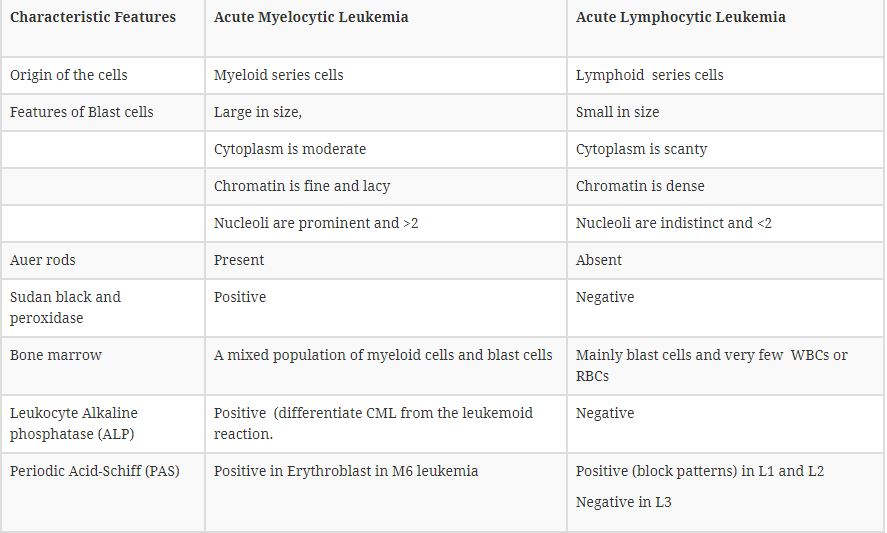 Characteristic Features Acute Myelocytic Leukemia Acute Lymphocytic Leukemia
Origin of the cells Myeloid series cells Lymphoid series cells
Features of Blast cells Large in size, Small in size
Cytoplasm is moderate Cytoplasm is scanty
Chromatin is fine and lacy Chromatin is dense
Nucleoli are prominent and >2 Nucleoli are indistinct and <2
Auer rods Present Absent
Sudan black and Positive Negative
peroxidase
Bone marrow A mixed population of myeloid cells and blast cells Mainly blast cells and very few WBCs or
RBCs
Leukocyte Alkaline Positive (differentiate CML from the leukemoid Negative
phosphatase (ALP) reaction.
Periodic Acid-Schiff (PAS) Positive in Erythroblast in M6 leukemia Positive (block patterns) in L1 and L2
Negative in L3